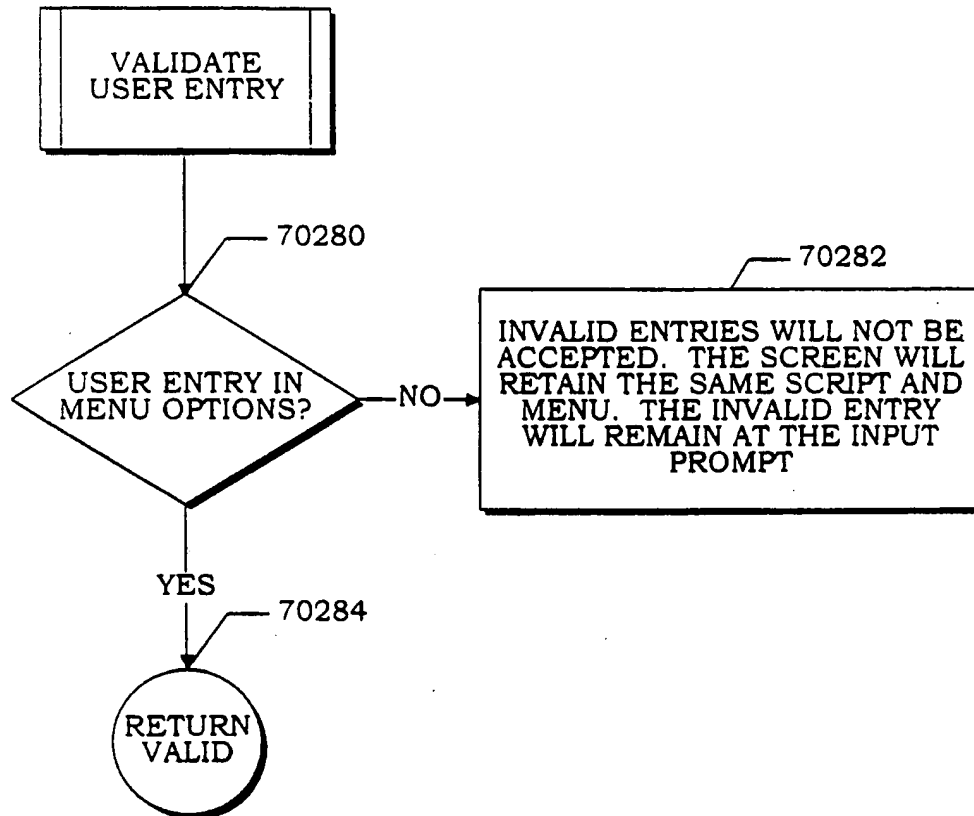 VALIDATE
USER ENTRY
70280
USER ENTRY IN
MENU OPTIONS?
NO
70282
INVALID ENTRIES WILL NOT BE
ACCEPTED. THE SCREEN WILL
RETAIN THE SAME SCRIPT AND
MENU. THE INVALID ENTRY
WILL REMAIN AT THE INPUT
PROMPT
YES
70284
RETURN
VALID